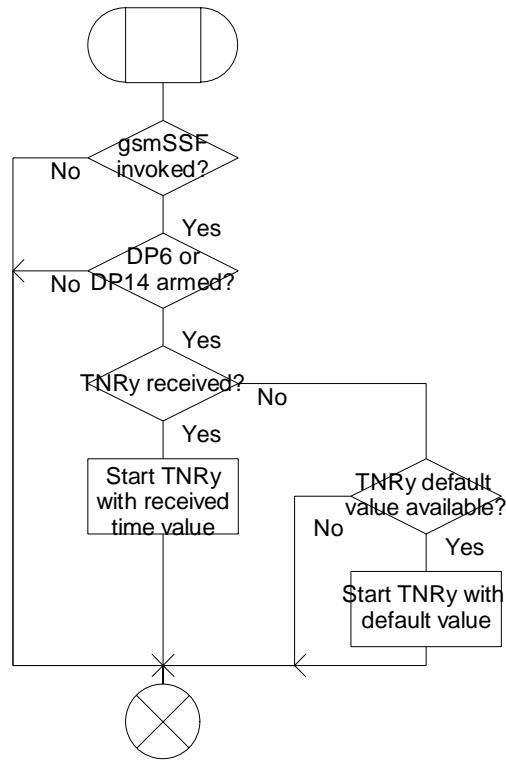 gsmSSF
invoked?
No
Yes
DP6 or
DP14 armed?
No
Yes
TNRy received?
No
Yes
Start TNRy
with received
time value
TNRy default
value available?
No
Yes
Start TNRy with
default value